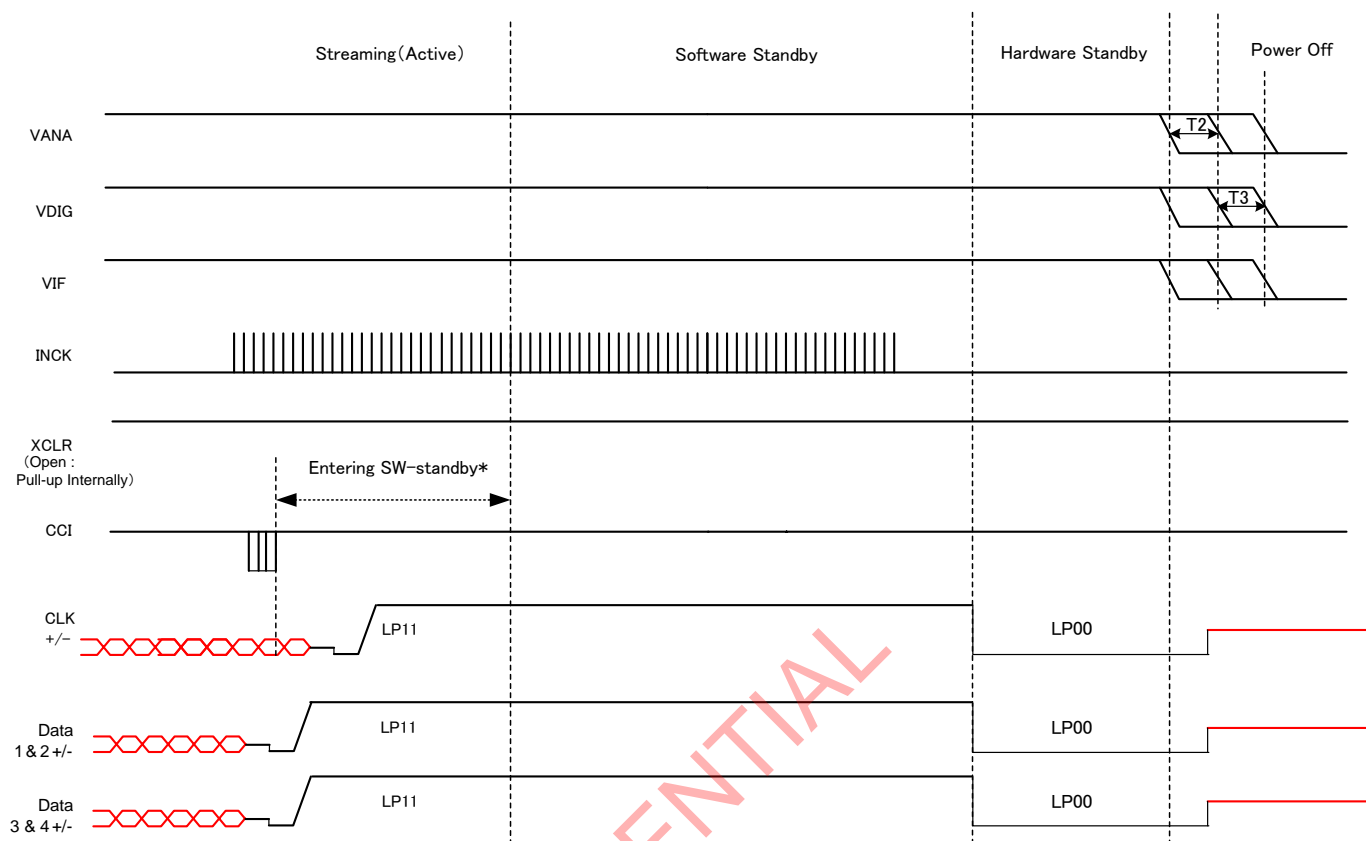 Streaming(Active)
Software Standby
Hardware Standby
Power Off
VANA
T2
VDIG
T3
VIF
INCK
XCLR
(Open :
Pull-up Internally)
Entering SW-standby*
CCI
CLK
+/-
LP11
LP00
Data
1 & 2 +/-
LP11
LP00
Data
3 & 4 +/-
LP11
LP00
ENTIAL